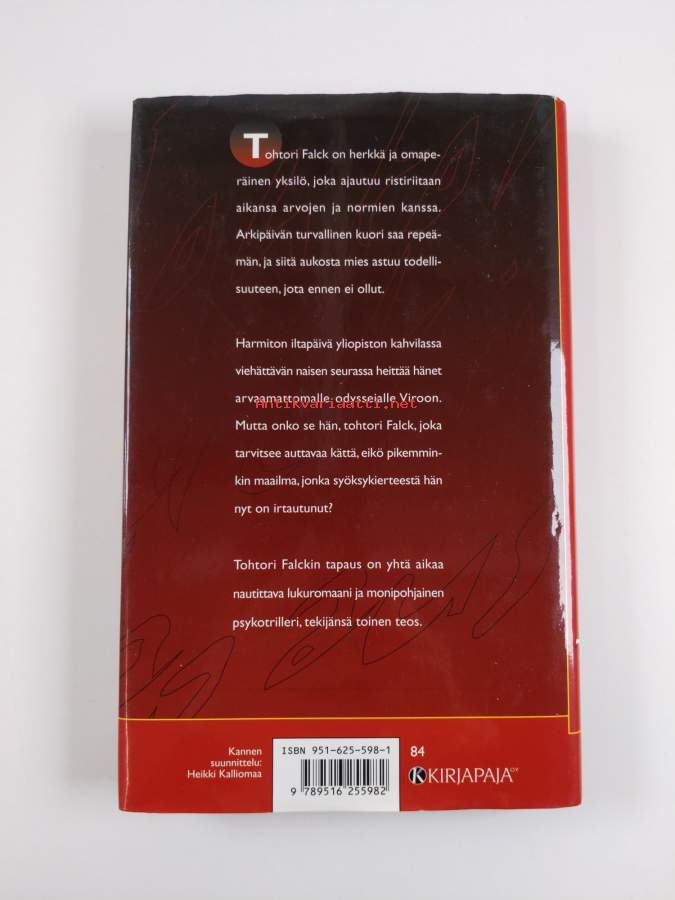 Tohtori Falck on herkkä ja omape-
räinen yksilö, joka ajautuu ristiriitaan
aikansa arvojen ja normien kanssa.
Arkipäivän turvallinen kuori saa repeä-
män, ja siitä aukosta mies astuu todelli-
suuteen, jota ennen ei ollut.
Harmiton iltapäivä yliopiston kahvilassa
viehättävän naisen seurassa heittää hänet
arvaamattomalle odysseialle Viroon.
Antikvariaatti.net
Mutta onko se hän, tohtori Falck, joka
tarvitsee auttavaa kättä, eikö pikemmin-
kin maailma, jonka syöksykierteestä hän
nyt on irtautunut?
Tohtori Falckin tapaus on yhtä aikaa
nautittava lukuromaani ja monipohjainen
psykotrilleri, tekijänsä toinen teos.
Kannen
suunnittelu:
Heikki Kalliomaa
ISBN 951-625-598-1
9 789516 255982
84
KIRJAPAJA OY